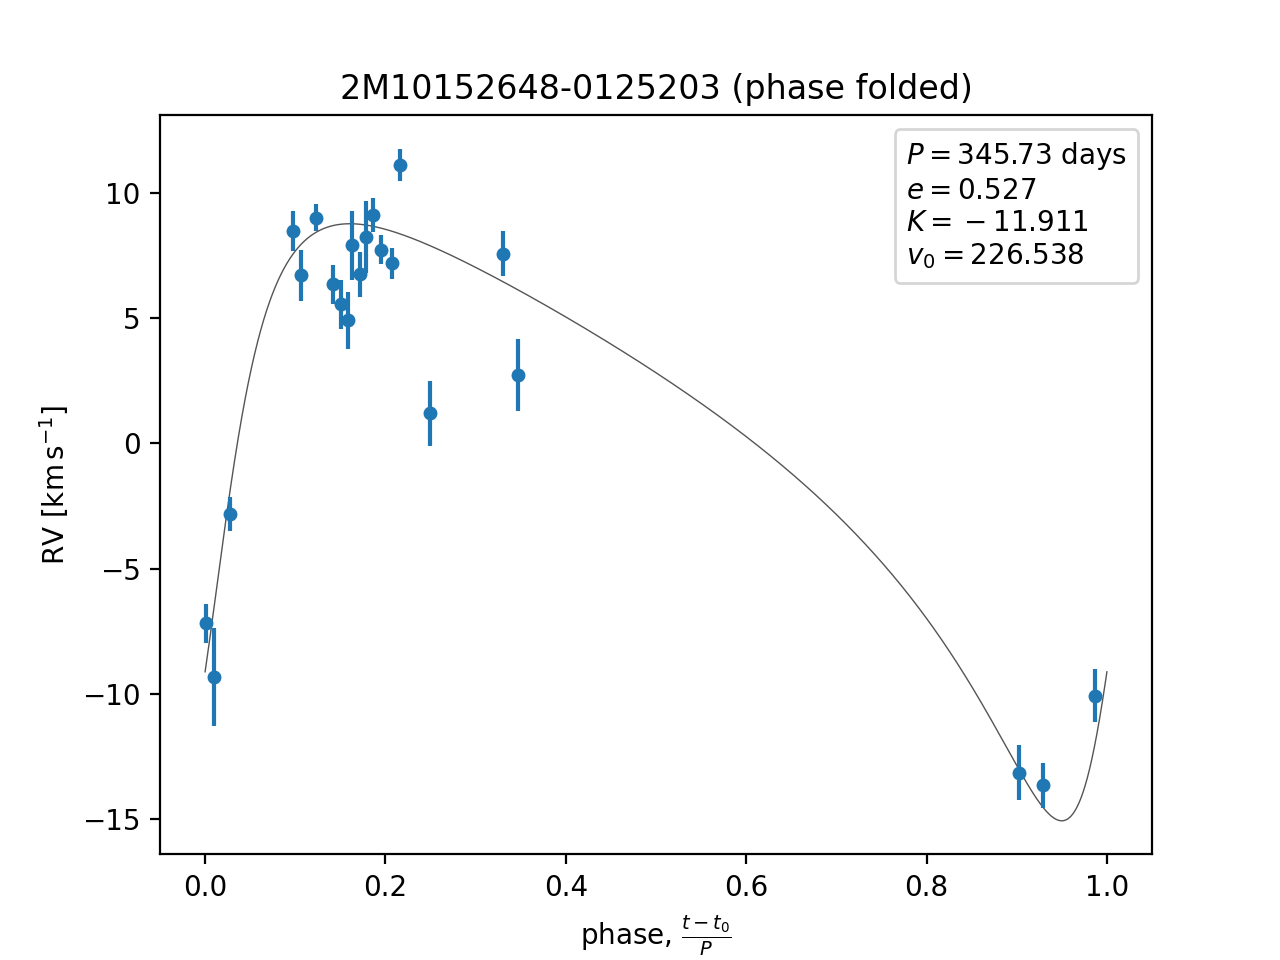 2M10152648-0125203 (phase folded)
P = 345.73 days
e = 0.527
K = −11.911
v₀ = 226.538
RV [km s⁻¹]
10
5
0
−5
−10
−15
0.0 0.2 0.4 0.6 0.8 1.0
phase, (t − t₀)/P